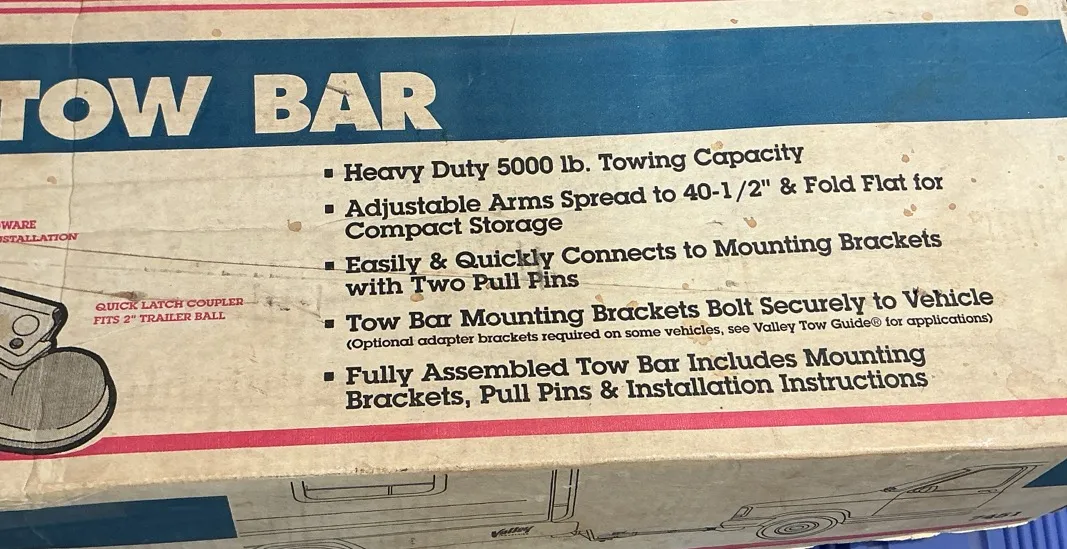 TOW BAR
▪ Heavy Duty 5000 lb. Towing Capacity
▪ Adjustable Arms Spread to 40-1/2" & Fold Flat for
Compact Storage
▪ Easily & Quickly Connects to Mounting Brackets
with Two Pull Pins
▪ Tow Bar Mounting Brackets Bolt Securely to Vehicle
(Optional adapter brackets required on some vehicles, see Valley Tow Guide® for applications)
▪ Fully Assembled Tow Bar Includes Mounting
Brackets, Pull Pins & Installation Instructions
QUICK LATCH COUPLER
FITS 2" TRAILER BALL
Valley